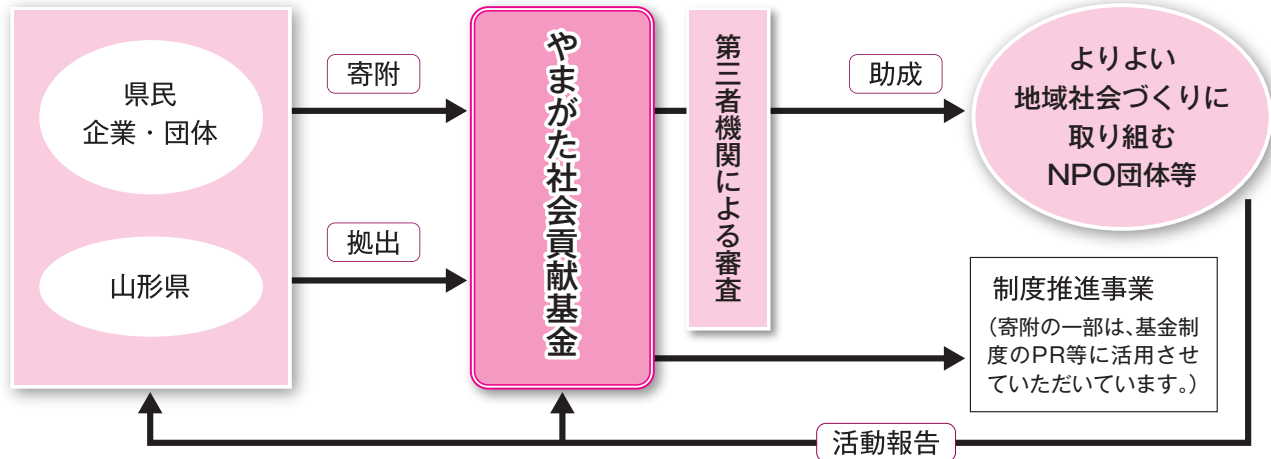 県民
企業・団体
山形県
寄附
拠出
やまがた社会貢献基金
第三者機関による審査
助成
よりよい
地域社会づくりに
取り組む
NPO団体等
制度推進事業
（寄附の一部は、基金制
度のPR等に活用させ
ていただいています。）
活動報告